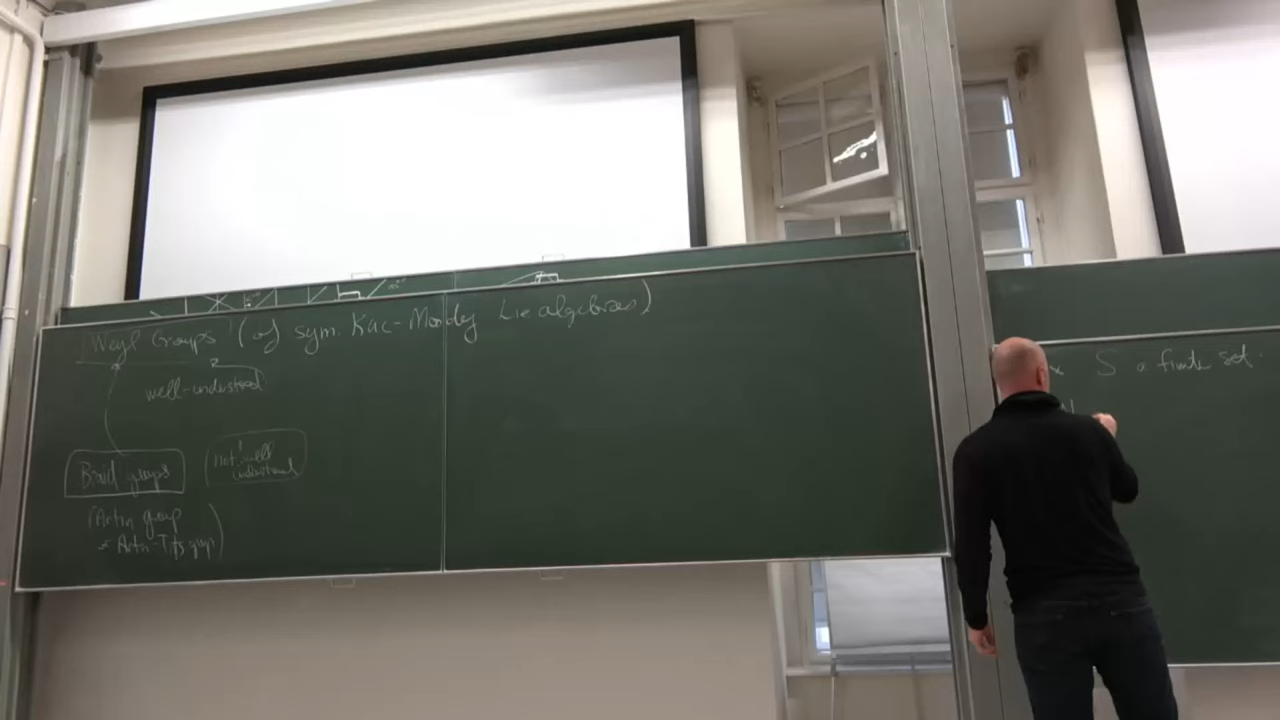 Weyl Groups (of sym. Kac-Moody Lie algebras)
well-understood
Braid groups
not well understood
(Artin group
Artin-Tits group)
S a finite set.